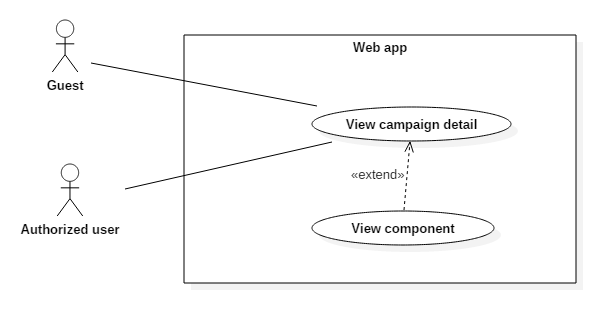 Web app
Guest
View campaign detail
«extend»
Authorized user
View component